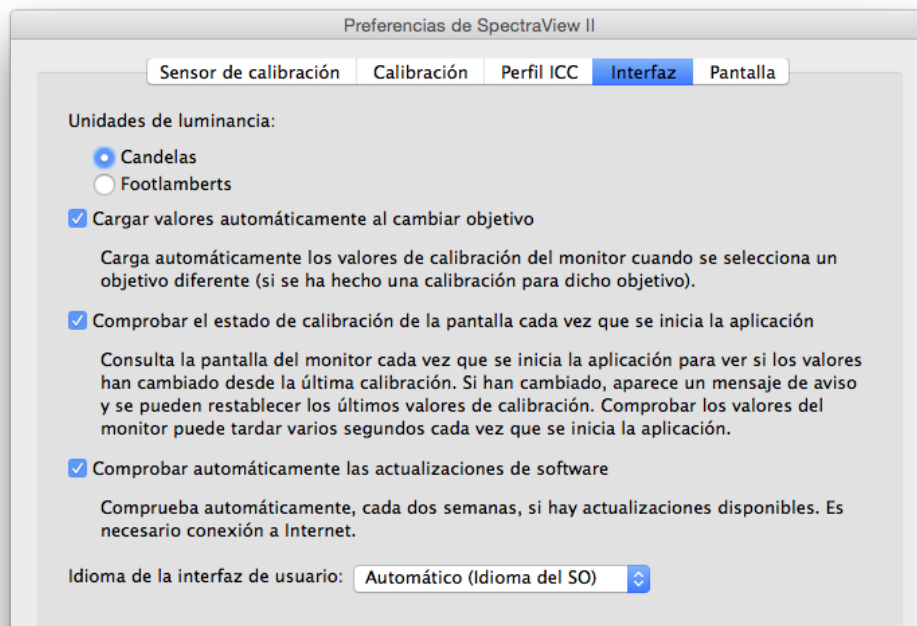 Preferencias de SpectraView II
Sensor de calibración Calibración Perfil ICC Interfaz Pantalla
Unidades de luminancia:
Candelas
Footlamberts
Cargar valores automáticamente al cambiar objetivo
Carga automáticamente los valores de calibración del monitor cuando se selecciona un
objetivo diferente (si se ha hecho una calibración para dicho objetivo).
Comprobar el estado de calibración de la pantalla cada vez que se inicia la aplicación
Consulta la pantalla del monitor cada vez que se inicia la aplicación para ver si los valores
han cambiado desde la última calibración. Si han cambiado, aparece un mensaje de aviso
y se pueden restablecer los últimos valores de calibración. Comprobar los valores del
monitor puede tardar varios segundos cada vez que se inicia la aplicación.
Comprobar automáticamente las actualizaciones de software
Comprueba automáticamente, cada dos semanas, si hay actualizaciones disponibles. Es
necesario conexión a Internet.
Idioma de la interfaz de usuario: Automático (Idioma del SO)